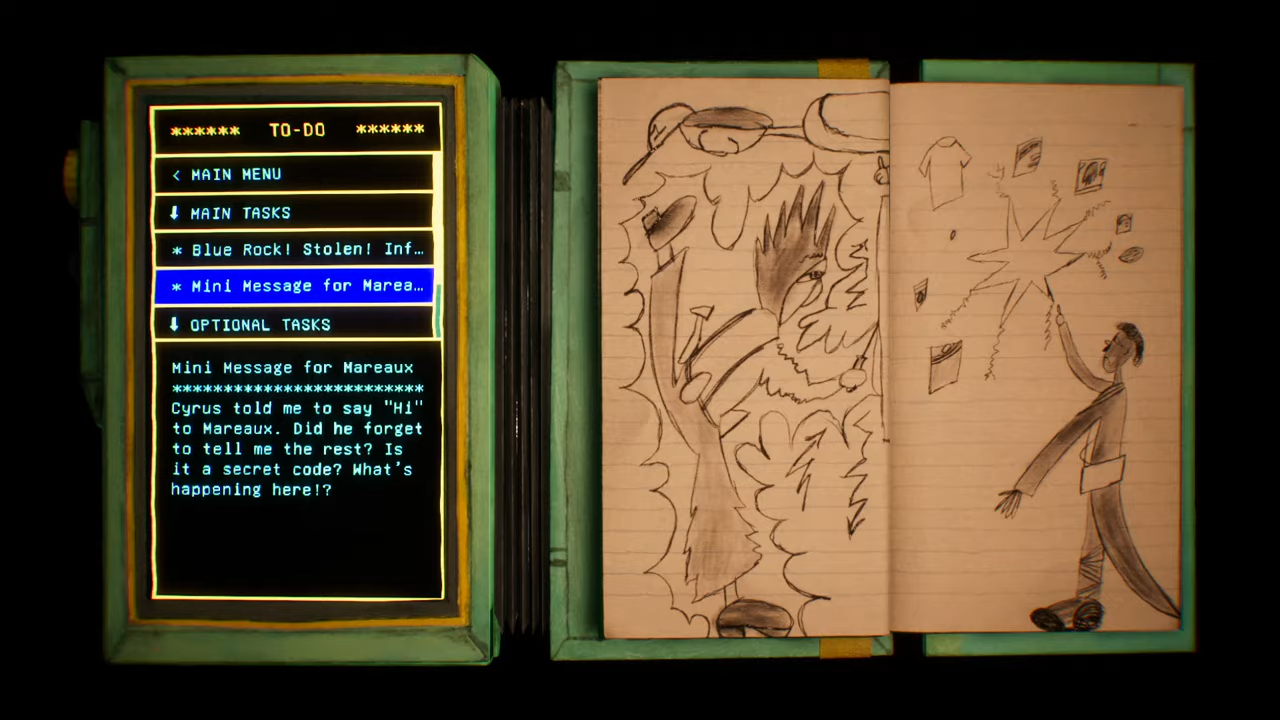 ****** TO-DO ******
< MAIN MENU
⬇ MAIN TASKS
* Blue Rock! Stolen! Inf…
* Mini Message for Marea…
⬇ OPTIONAL TASKS
Mini Message for Mareaux
*************************
Cyrus told me to say "Hi"
to Mareaux. Did he forget
to tell me the rest? Is
it a secret code? What's
happening here!?